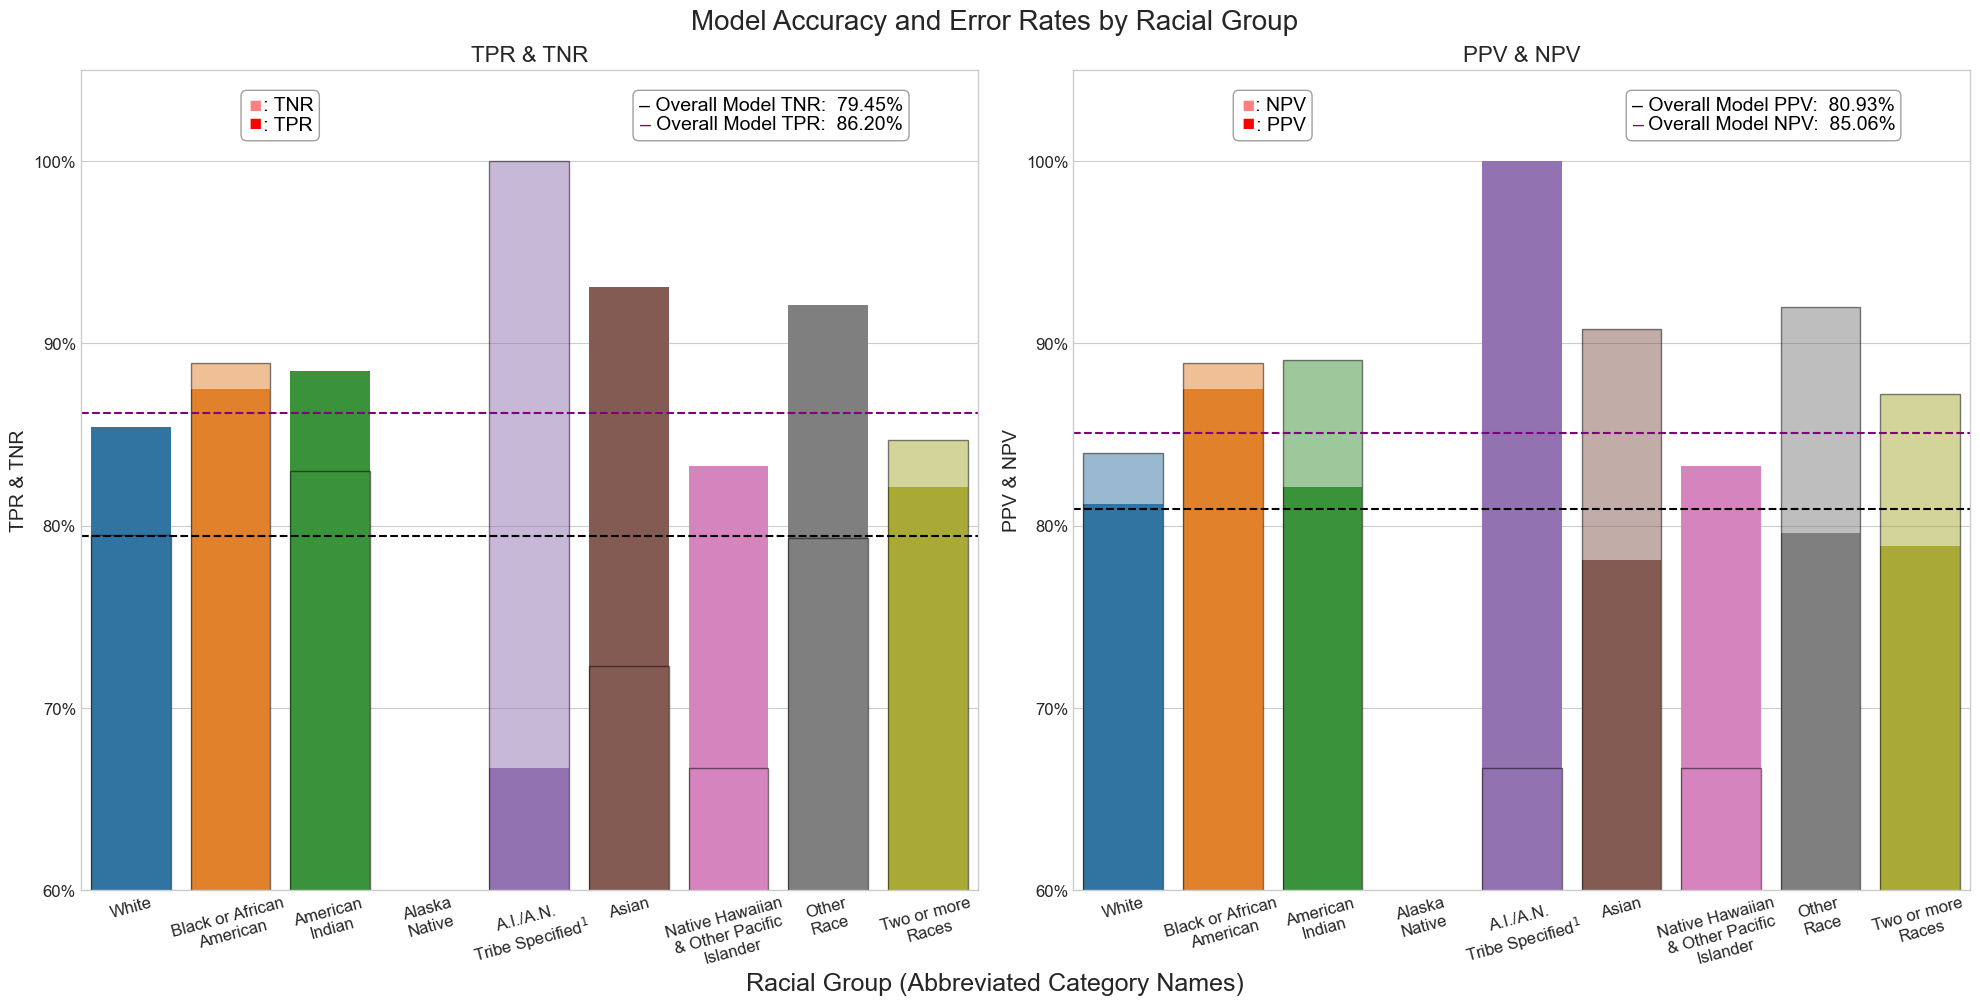 Model Accuracy and Error Rates by Racial Group
TPR & TNR
■: TNR
■: TPR
– Overall Model TNR:  79.45%
– Overall Model TPR:  86.20%
100%
90%
80%
70%
60%
TPR & TNR
White
Black or African
American
American
Indian
Alaska
Native
A.I./A.N.
Tribe Specified¹
Asian
Native Hawaiian
& Other Pacific
Islander
Other
Race
Two or more
Races
PPV & NPV
■: NPV
■: PPV
– Overall Model PPV:  80.93%
– Overall Model NPV:  85.06%
100%
90%
80%
70%
60%
PPV & NPV
White
Black or African
American
American
Indian
Alaska
Native
A.I./A.N.
Tribe Specified¹
Asian
Native Hawaiian
& Other Pacific
Islander
Other
Race
Two or more
Races
Racial Group (Abbreviated Category Names)